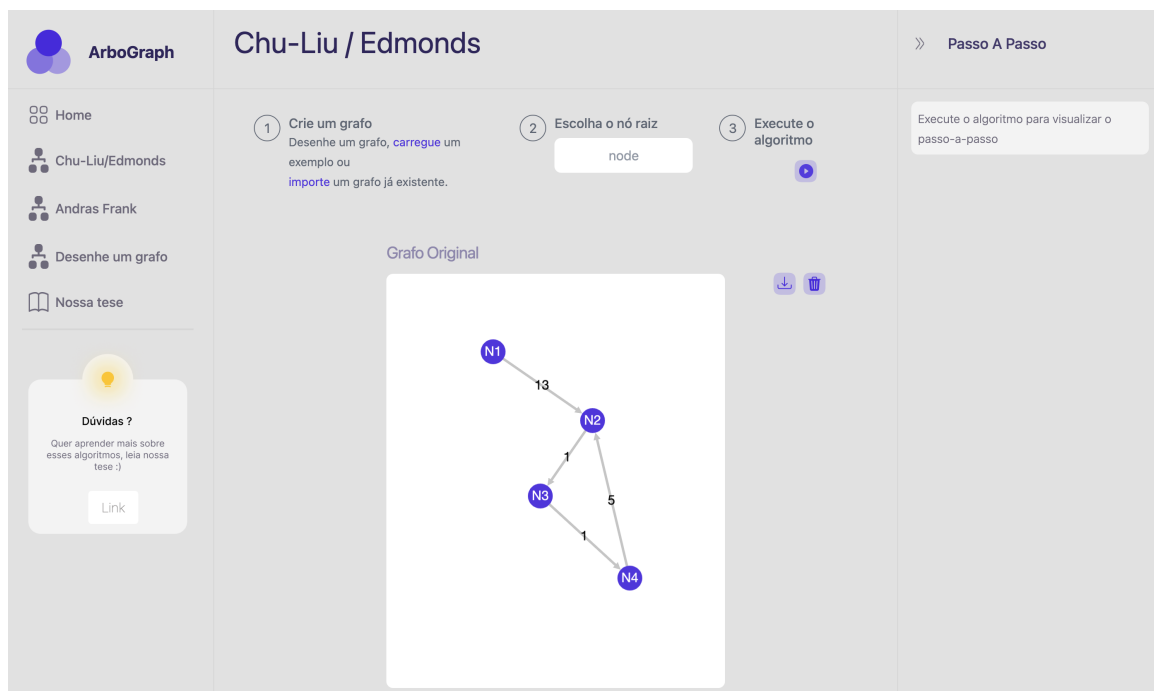 ArboGraph
Home
Chu-Liu/Edmonds
Andras Frank
Desenhe um grafo
Nossa tese
Dúvidas ?
Quer aprender mais sobre
esses algoritmos, leia nossa
tese :)
Link
Chu-Liu / Edmonds
1
Crie um grafo
Desenhe um grafo, carregue um
exemplo ou
importe um grafo já existente.
2
Escolha o nó raiz
node
3
Execute o
algoritmo
Grafo Original
N1
13
N2
1
N3
5
1
N4
Passo A Passo
Execute o algoritmo para visualizar o
passo-a-passo